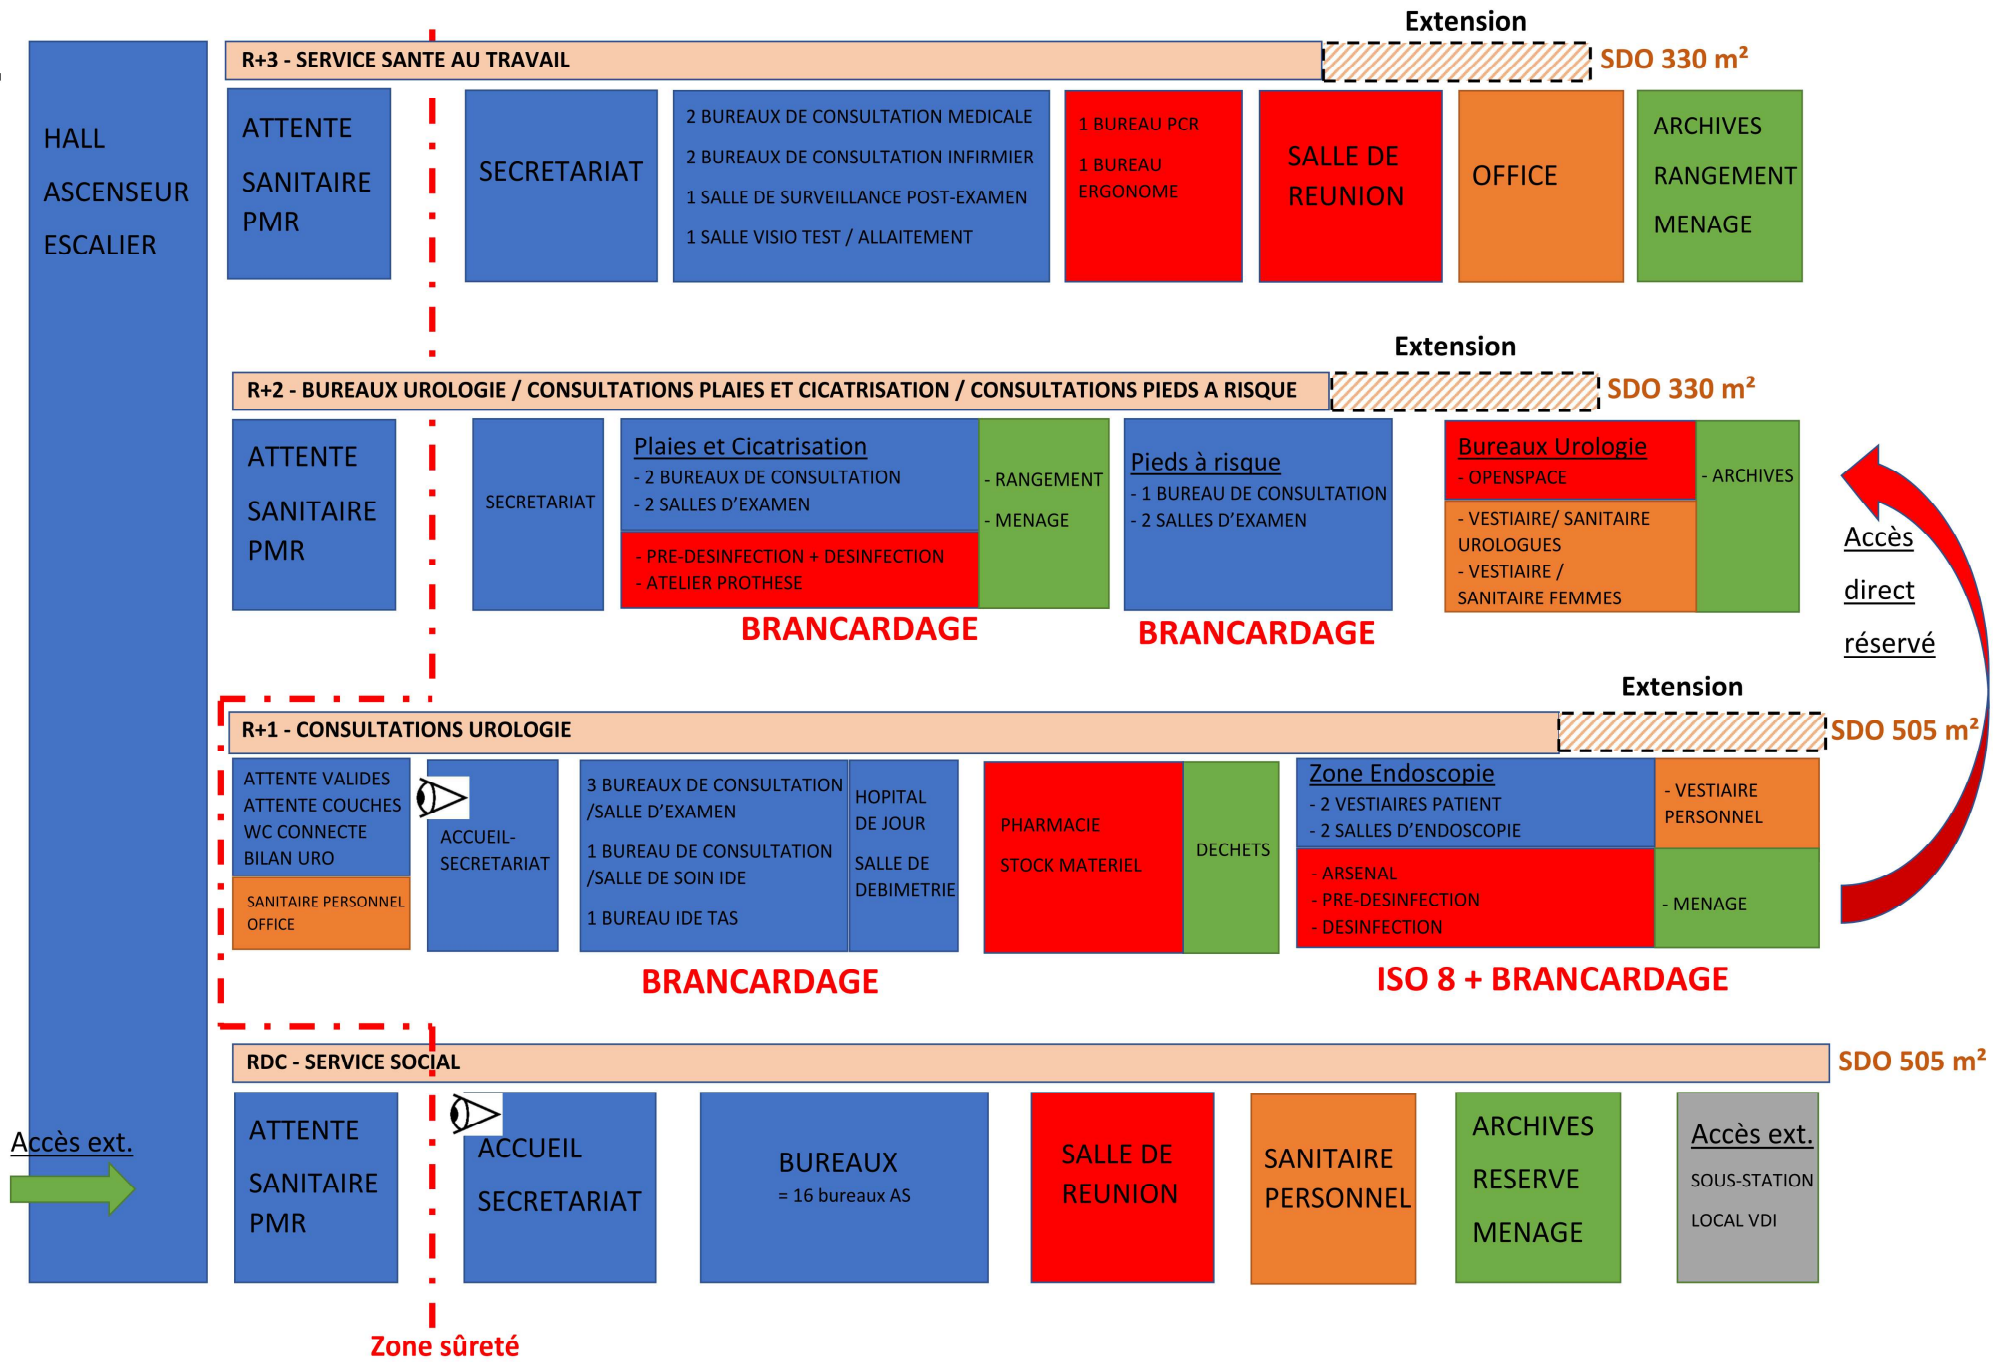 Extension
R+3 - SERVICE SANTE AU TRAVAIL
SDO 330 m²
HALL
ASCENSEUR
ESCALIER
ATTENTE
SANITAIRE
PMR
SECRETARIAT
2 BUREAUX DE CONSULTATION MEDICALE
2 BUREAUX DE CONSULTATION INFIRMIER
1 SALLE DE SURVEILLANCE POST-EXAMEN
1 SALLE VISIO TEST / ALLAITEMENT
1 BUREAU PCR
1 BUREAU
ERGONOME
SALLE DE
REUNION
OFFICE
ARCHIVES
RANGEMENT
MENAGE
Extension
R+2 - BUREAUX UROLOGIE / CONSULTATIONS PLAIES ET CICATRISATION / CONSULTATIONS PIEDS A RISQUE
SDO 330 m²
ATTENTE
SANITAIRE
PMR
SECRETARIAT
Plaies et Cicatrisation
- 2 BUREAUX DE CONSULTATION
- 2 SALLES D'EXAMEN
- PRE-DESINFECTION + DESINFECTION
- ATELIER PROTHESE
- RANGEMENT
- MENAGE
BRANCARDAGE
Pieds à risque
- 1 BUREAU DE CONSULTATION
- 2 SALLES D'EXAMEN
BRANCARDAGE
Bureaux Urologie
- OPENSPACE
- VESTIAIRE/ SANITAIRE
UROLOGUES
- VESTIAIRE /
SANITAIRE FEMMES
- ARCHIVES
Accès
direct
réservé
Extension
R+1 - CONSULTATIONS UROLOGIE
SDO 505 m²
ATTENTE VALIDES
ATTENTE COUCHES
WC CONNECTE
BILAN URO
SANITAIRE PERSONNEL
OFFICE
ACCUEIL-
SECRETARIAT
3 BUREAUX DE CONSULTATION
/SALLE D'EXAMEN
1 BUREAU DE CONSULTATION
/SALLE DE SOIN IDE
1 BUREAU IDE TAS
HOPITAL
DE JOUR
SALLE DE
DEBIMETRIE
BRANCARDAGE
PHARMACIE
STOCK MATERIEL
DECHETS
Zone Endoscopie
- 2 VESTIAIRES PATIENT
- 2 SALLES D'ENDOSCOPIE
- ARSENAL
- PRE-DESINFECTION
- DESINFECTION
- VESTIAIRE
PERSONNEL
- MENAGE
ISO 8 + BRANCARDAGE
RDC - SERVICE SOCIAL
SDO 505 m²
Accès ext.
ATTENTE
SANITAIRE
PMR
ACCUEIL
SECRETARIAT
BUREAUX
= 16 bureaux AS
SALLE DE
REUNION
SANITAIRE
PERSONNEL
ARCHIVES
RESERVE
MENAGE
Accès ext.
SOUS-STATION
LOCAL VDI
Zone sûreté